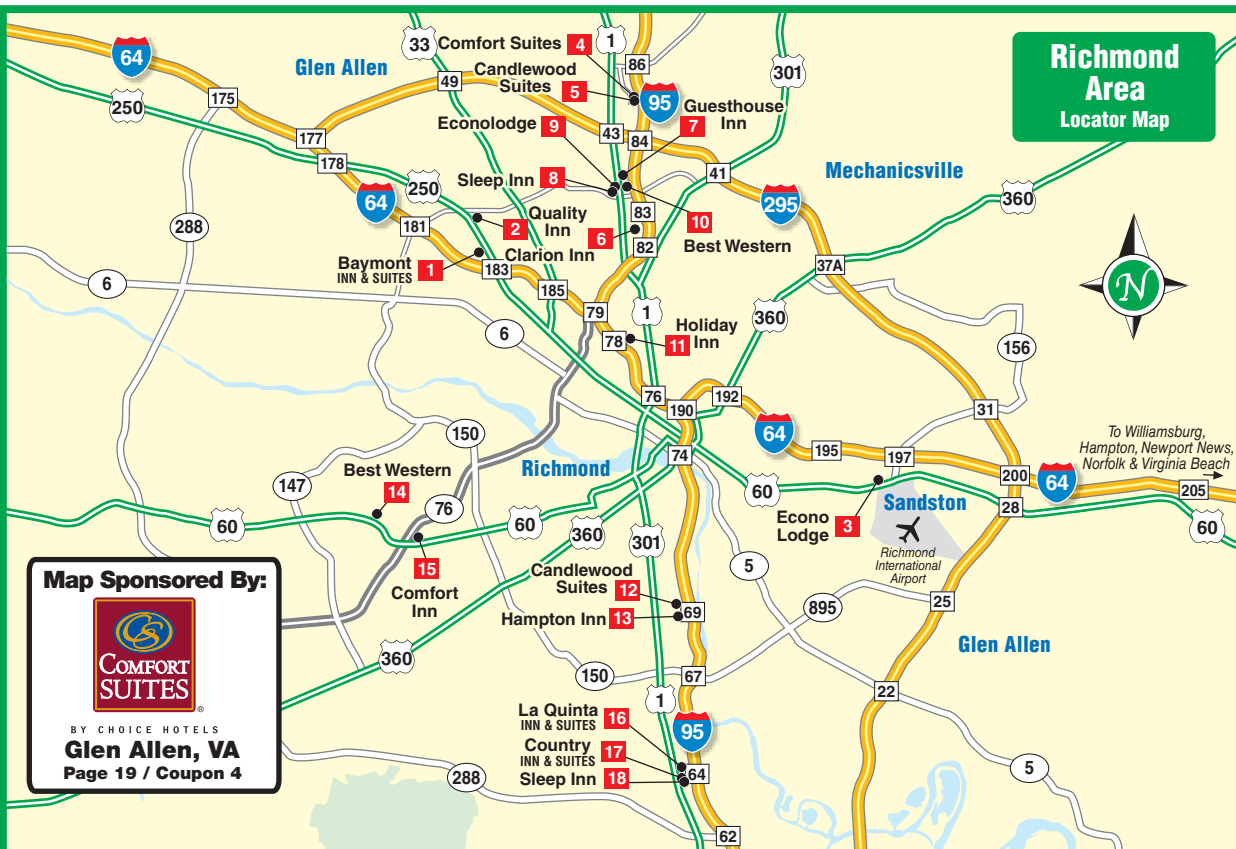 Richmond
Area
Locator Map
64
33
Comfort Suites 4
1
86
301
Glen Allen
Candlewood
Suites 5
95
49
175
250
Guesthouse
Inn
7
Econolodge 9
43
84
177
178
Mechanicsville
41
Sleep Inn 8
250
360
64
295
288
181
2
Quality
Inn
83
10
6
82
Best Western
Baymont
INN & SUITES
1
Clarion Inn
183
37A
N
6
185
79
1
360
Holiday
Inn
11
6
78
156
76
190
192
31
64
To Williamsburg,
Hampton, Newport News,
Norfolk & Virginia Beach
150
Richmond
74
195
197
200
64
205
147
Best Western
14
76
60
Sandston
28
60
Econo
Lodge
3
60
60
360
301
Richmond
International
Airport
15
Comfort
Inn
Candlewood
Suites 12
5
69
Hampton Inn 13
895
25
Glen Allen
360
150
67
22
1
La Quinta
INN & SUITES
16
95
Country
INN & SUITES
17
64
Sleep Inn 18
288
5
62
Map Sponsored By:
CS
COMFORT
SUITES
®
BY CHOICE HOTELS
Glen Allen, VA
Page 19 / Coupon 4